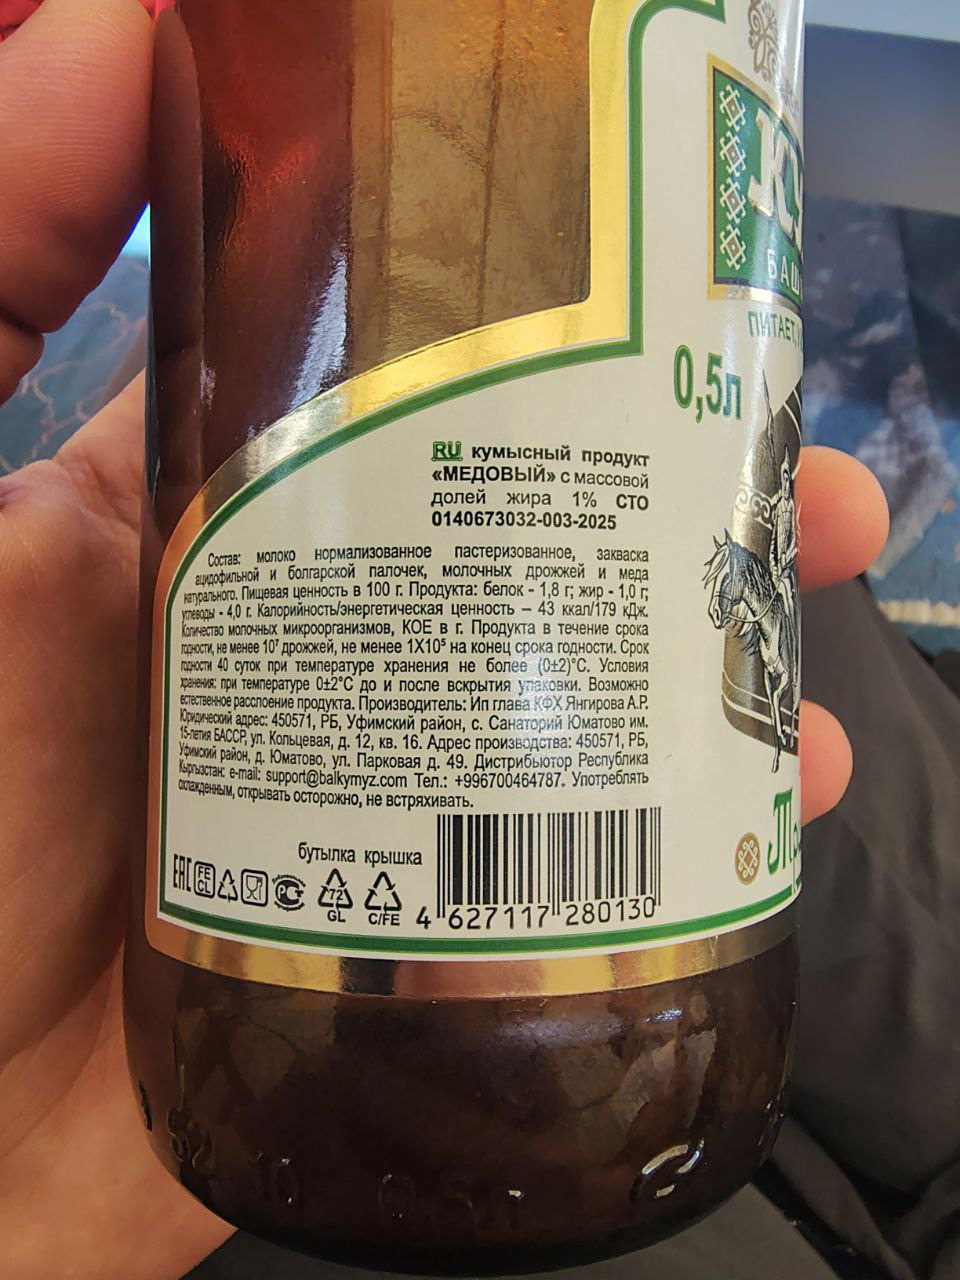 БАШ
ПИТАЕТ, У
0,5л
RU кумысный продукт
«МЕДОВЫЙ» с массовой
долей жира 1% СТО
0140673032-003-2025
Состав: молоко нормализованное пастеризованное, закваска
ацидофильной и болгарской палочек, молочных дрожжей и меда
натурального. Пищевая ценность в 100 г. Продукта: белок - 1,8 г; жир - 1,0 г;
углеводы - 4,0 г. Калорийность/энергетическая ценность – 43 ккал/179 кДж.
Количество молочных микроорганизмов, КОЕ в г. Продукта в течение срока
годности, не менее 10⁷ дрожжей, не менее 1Х10⁵ на конец срока годности. Срок
годности 40 суток при температуре хранения не более (0±2)°С. Условия
хранения: при температуре 0±2°С до и после вскрытия упаковки. Возможно
естественное расслоение продукта. Производитель: Ип глава КФХ Янгирова А.Р.
Юридический адрес: 450571, РБ, Уфимский район, с. Санаторий Юматово им.
15-летия БАССР, ул. Кольцевая, д. 12, кв. 16. Адрес производства: 450571, РБ,
Уфимский район, д. Юматово, ул. Парковая д. 49. Дистрибьютор Республика
Кыргызстан: e-mail: support@balkymyz.com Тел.: +996700464787. Употреблять
охлажденным, открывать осторожно, не встряхивать.
бутылка крышка
EAC FE CL РСТ 72 GL C/FE
4 627117 280130